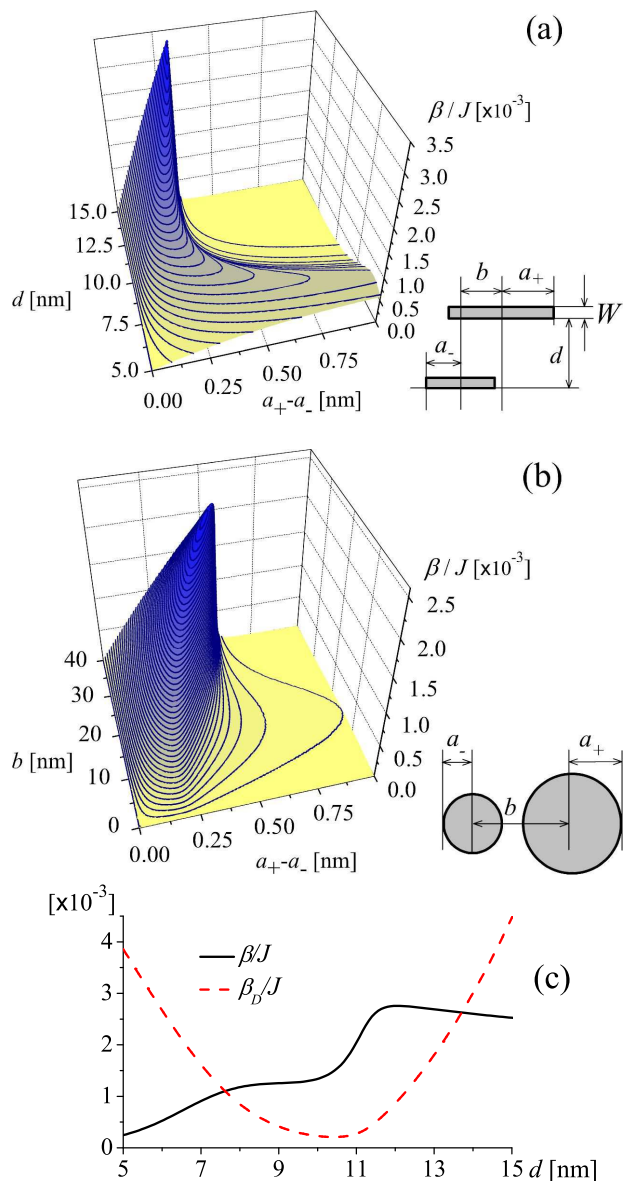 (a)
β / J [×10⁻³]
3.5
3.0
2.5
2.0
1.5
1.0
0.5
0.0
15.0
12.5
10.0
7.5
5.0
d [nm]
0.00
0.25
0.50
0.75
a₊-a₋ [nm]
b
a₊
W
a₋
d
(b)
β / J [×10⁻³]
2.5
2.0
1.5
1.0
0.5
0.0
40
30
20
10
0
b [nm]
0.00
0.25
0.50
0.75
a₊-a₋ [nm]
a₋
a₊
b
[×10⁻³]
4
3
2
1
0
β/J
β_D/J
(c)
5
7
9
11
13
15
d [nm]